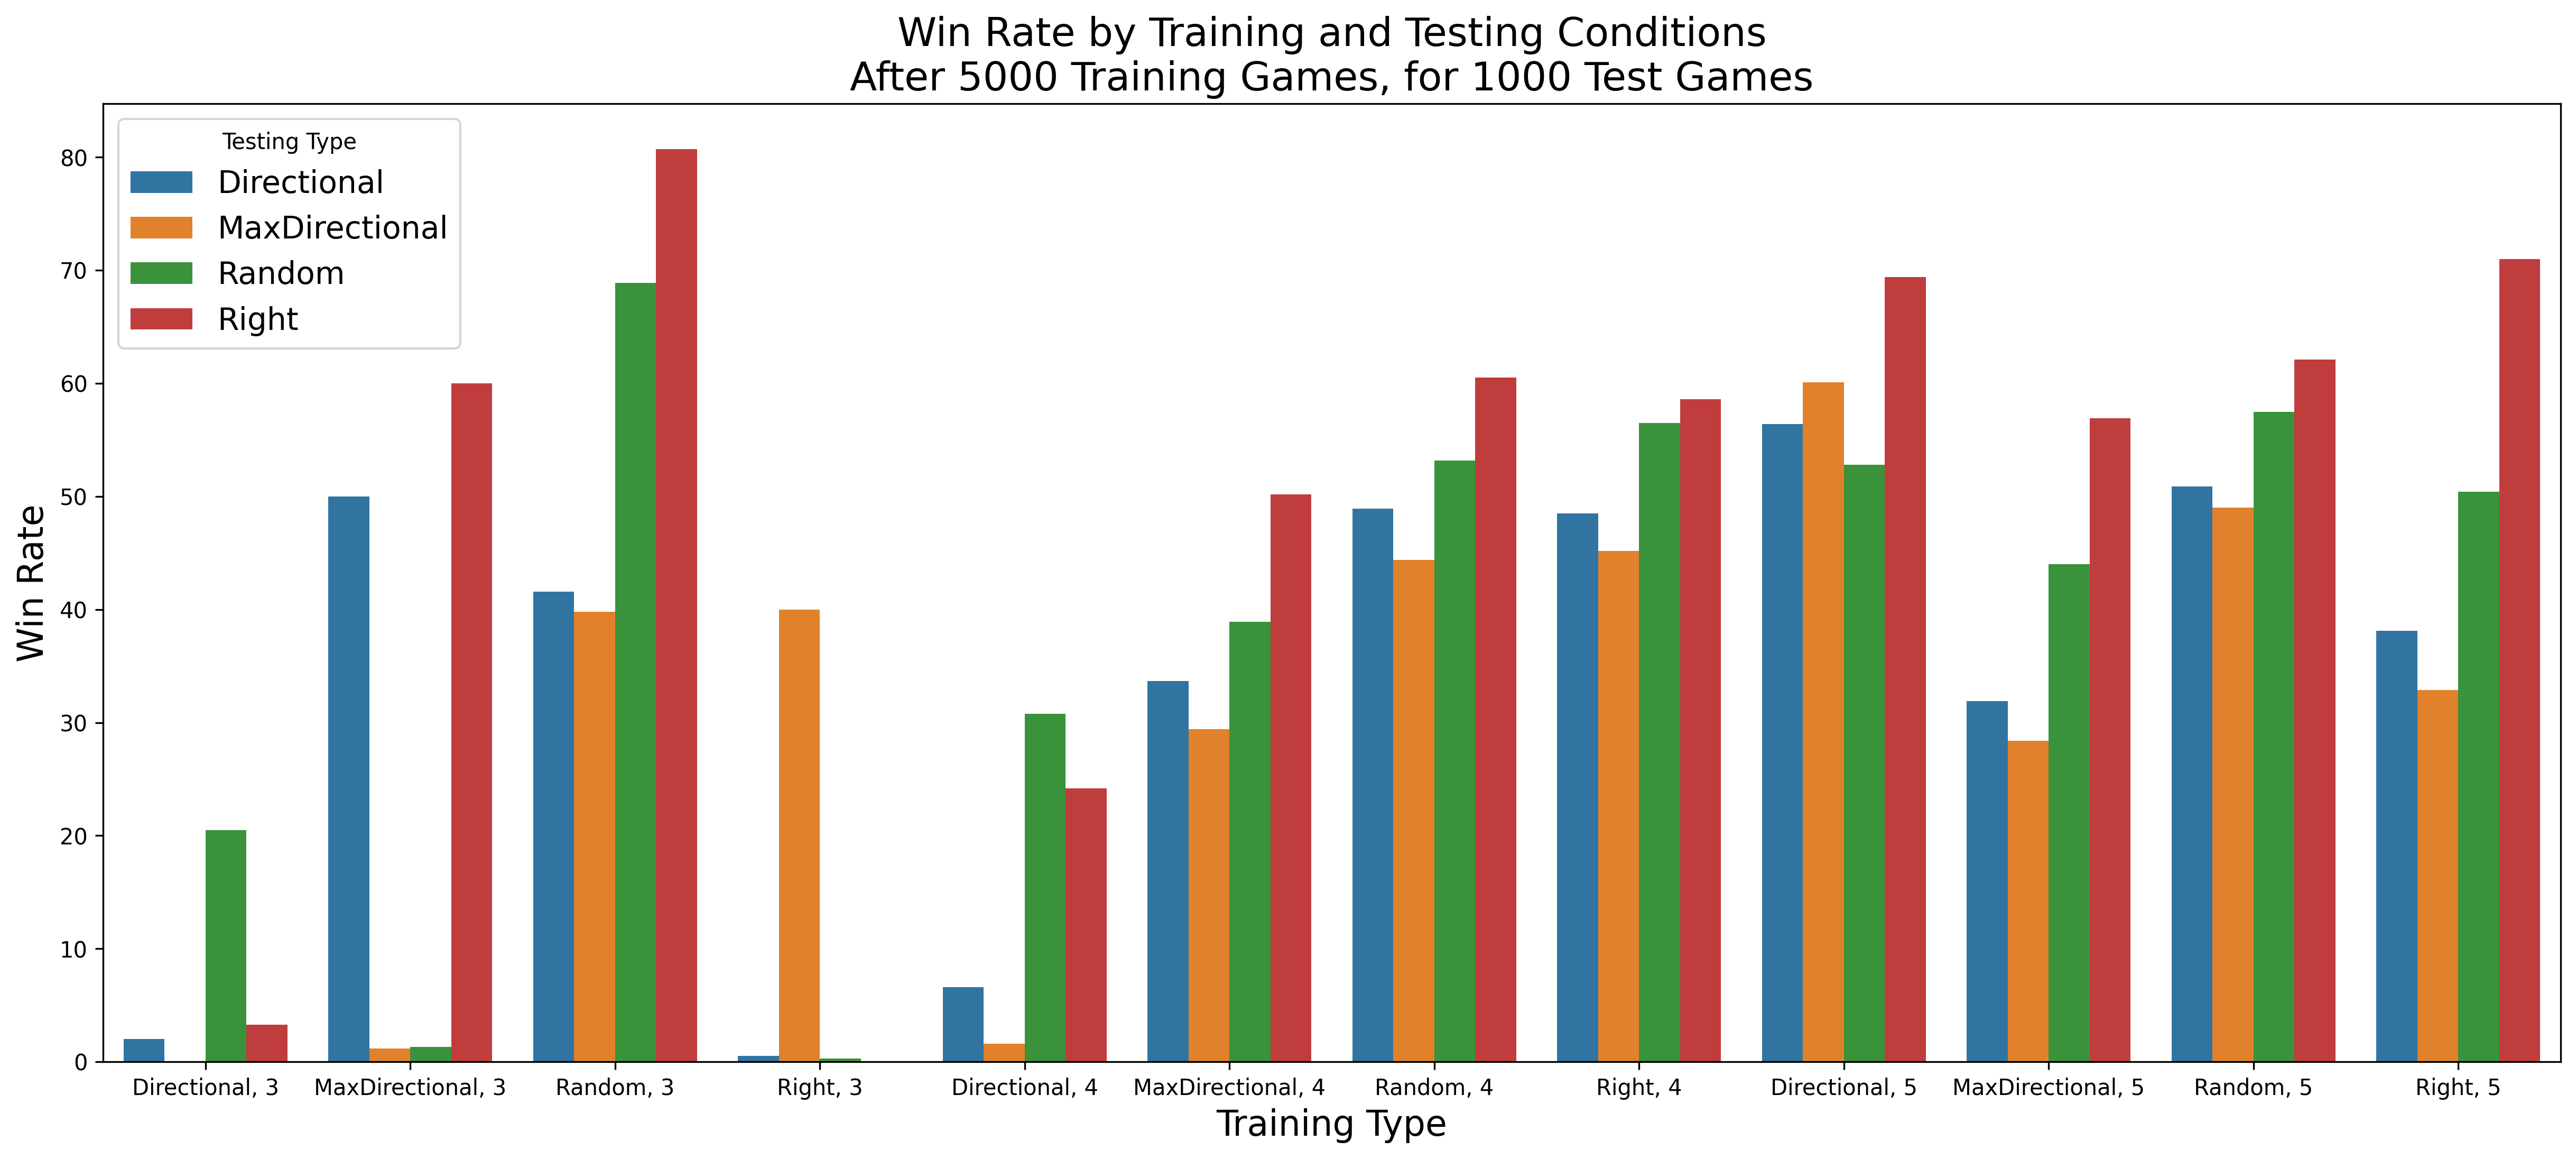 Win Rate by Training and Testing Conditions
After 5000 Training Games, for 1000 Test Games
Testing Type
Directional
MaxDirectional
Random
Right
Win Rate
80
70
60
50
40
30
20
10
0
Directional, 3
MaxDirectional, 3
Random, 3
Right, 3
Directional, 4
MaxDirectional, 4
Random, 4
Right, 4
Directional, 5
MaxDirectional, 5
Random, 5
Right, 5
Training Type